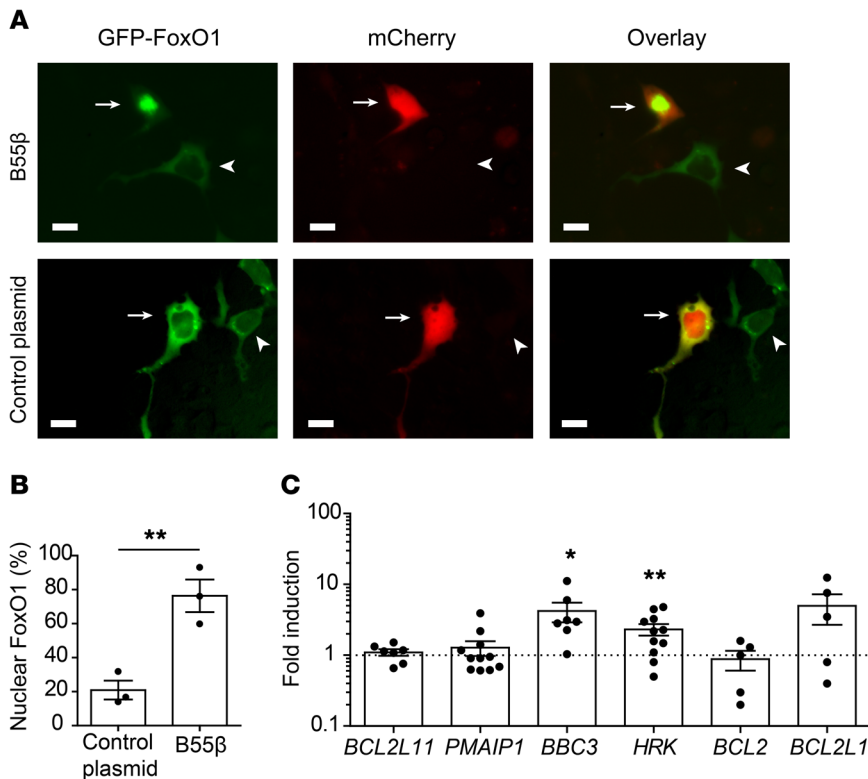 A
GFP-FoxO1 mCherry Overlay
B55β
Control plasmid
B
Nuclear FoxO1 (%)
100
80
60
40
20
0
**
Control plasmid
B55β
C
Fold induction
100
10
1
0.1
*
**
BCL2L11 PMAIP1 BBC3 HRK BCL2 BCL2L1